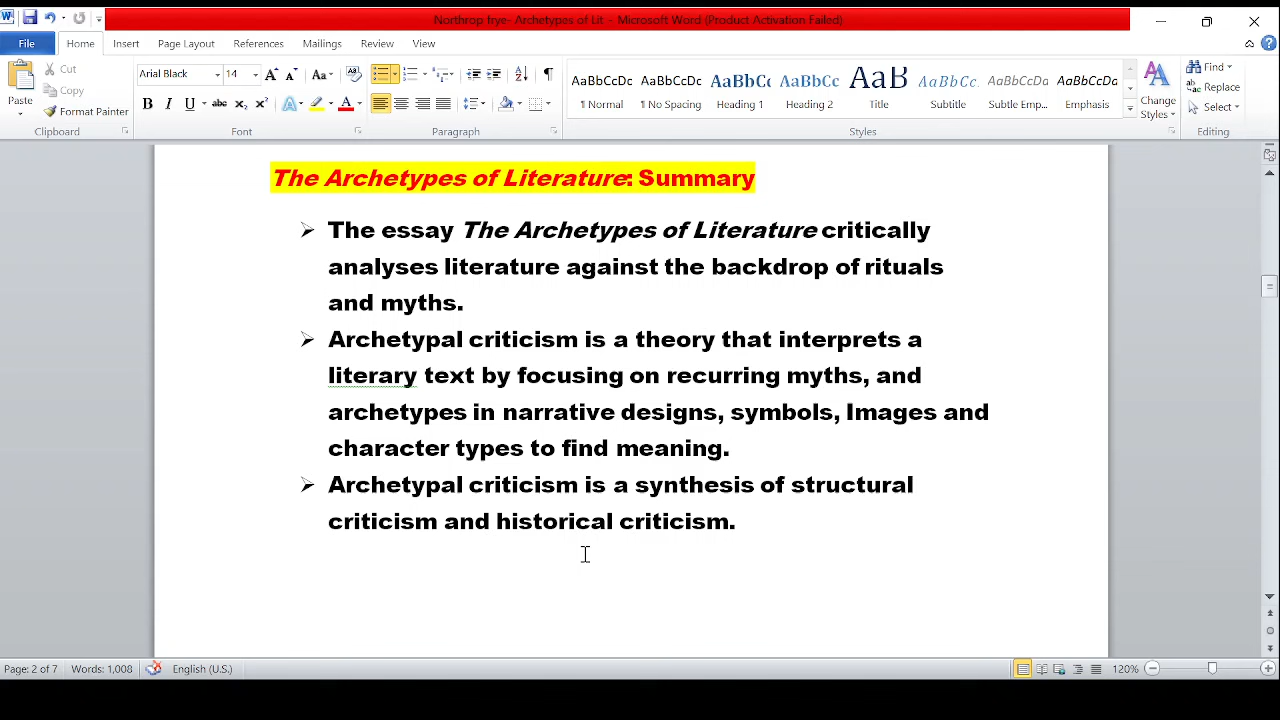 Northrop frye- Archetypes of Lit - Microsoft Word (Product Activation Failed)
File Home Insert Page Layout References Mailings Review View
Cut
Copy
Format Painter
Paste
Arial Black 14
AaBbCcDc AaBbCcDc AaBbCc AaBbCc AaB AaBbCc. AaBbCcDc AaBbCcDc
¶ Normal ¶ No Spacing Heading 1 Heading 2 Title Subtitle Subtle Em... Emphasis
Change Styles
Find
Replace
Select
Clipboard Font Paragraph Styles Editing
The Archetypes of Literature: Summary
➢ The essay The Archetypes of Literature critically
analyses literature against the backdrop of rituals
and myths.
➢ Archetypal criticism is a theory that interprets a
literary text by focusing on recurring myths, and
archetypes in narrative designs, symbols, Images and
character types to find meaning.
➢ Archetypal criticism is a synthesis of structural
criticism and historical criticism.
Page: 2 of 7 Words: 1,008 English (U.S.) 120%